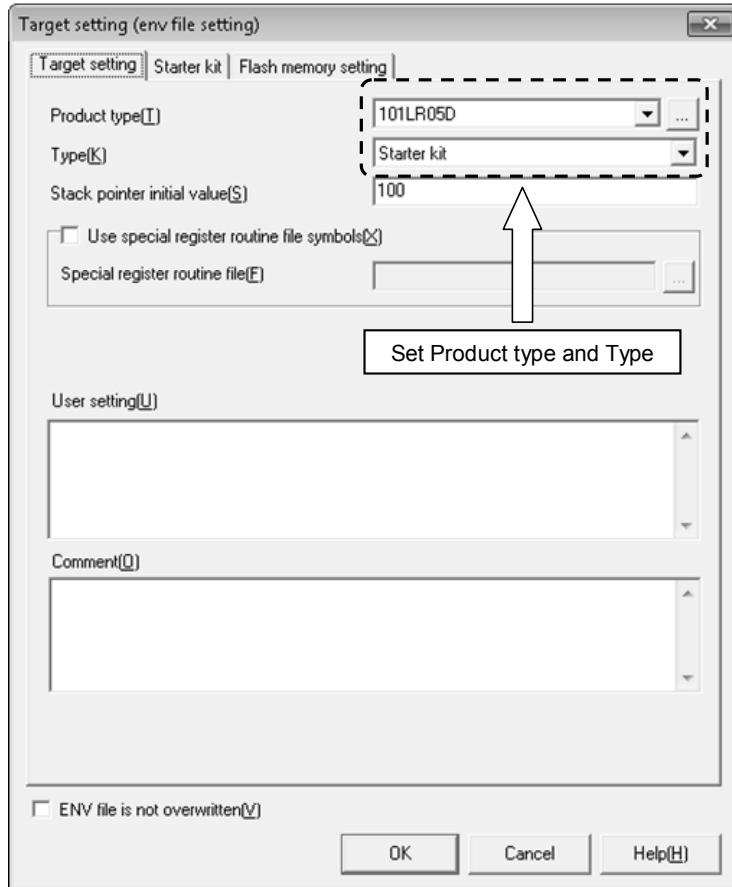 Target setting (env file setting)
Target setting Starter kit Flash memory setting
Product type(T) 101LR05D ...
Type(K) Starter kit
Stack pointer initial value(S) 100
Use special register routine file symbols(X)
Special register routine file(F) ...
Set Product type and Type
User setting(U)
Comment(O)
ENV file is not overwritten(V)
OK Cancel Help(H)